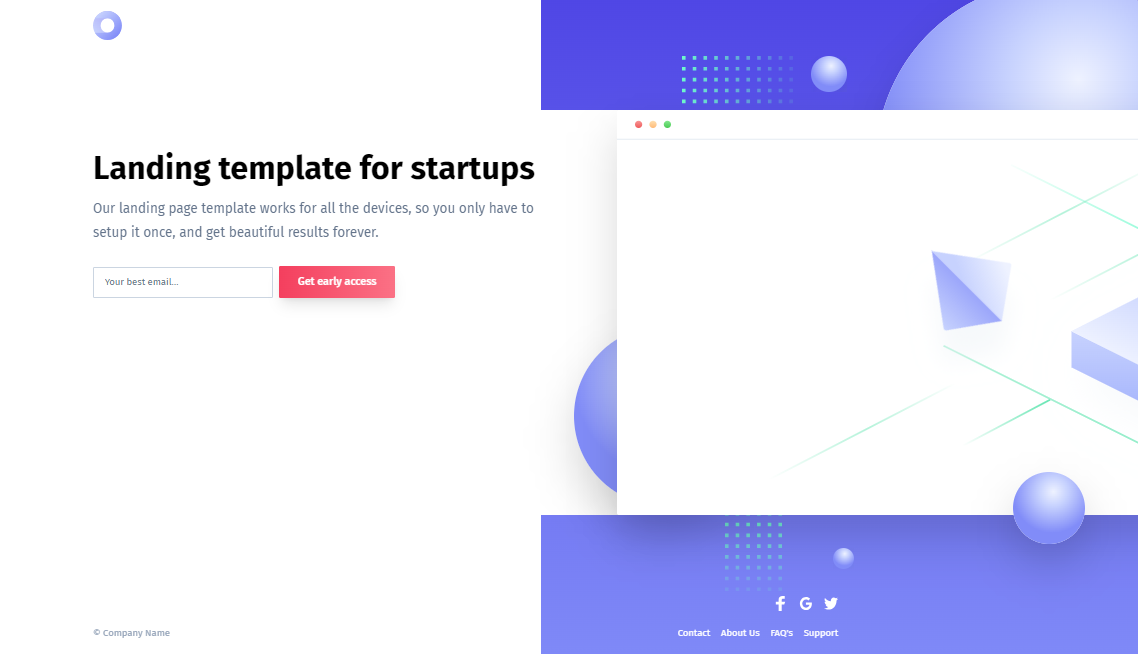 Landing template for startups
Our landing page template works for all the devices, so you only have to
setup it once, and get beautiful results forever.
Your best email...
Get early access
© Company Name
Contact About Us FAQ's Support